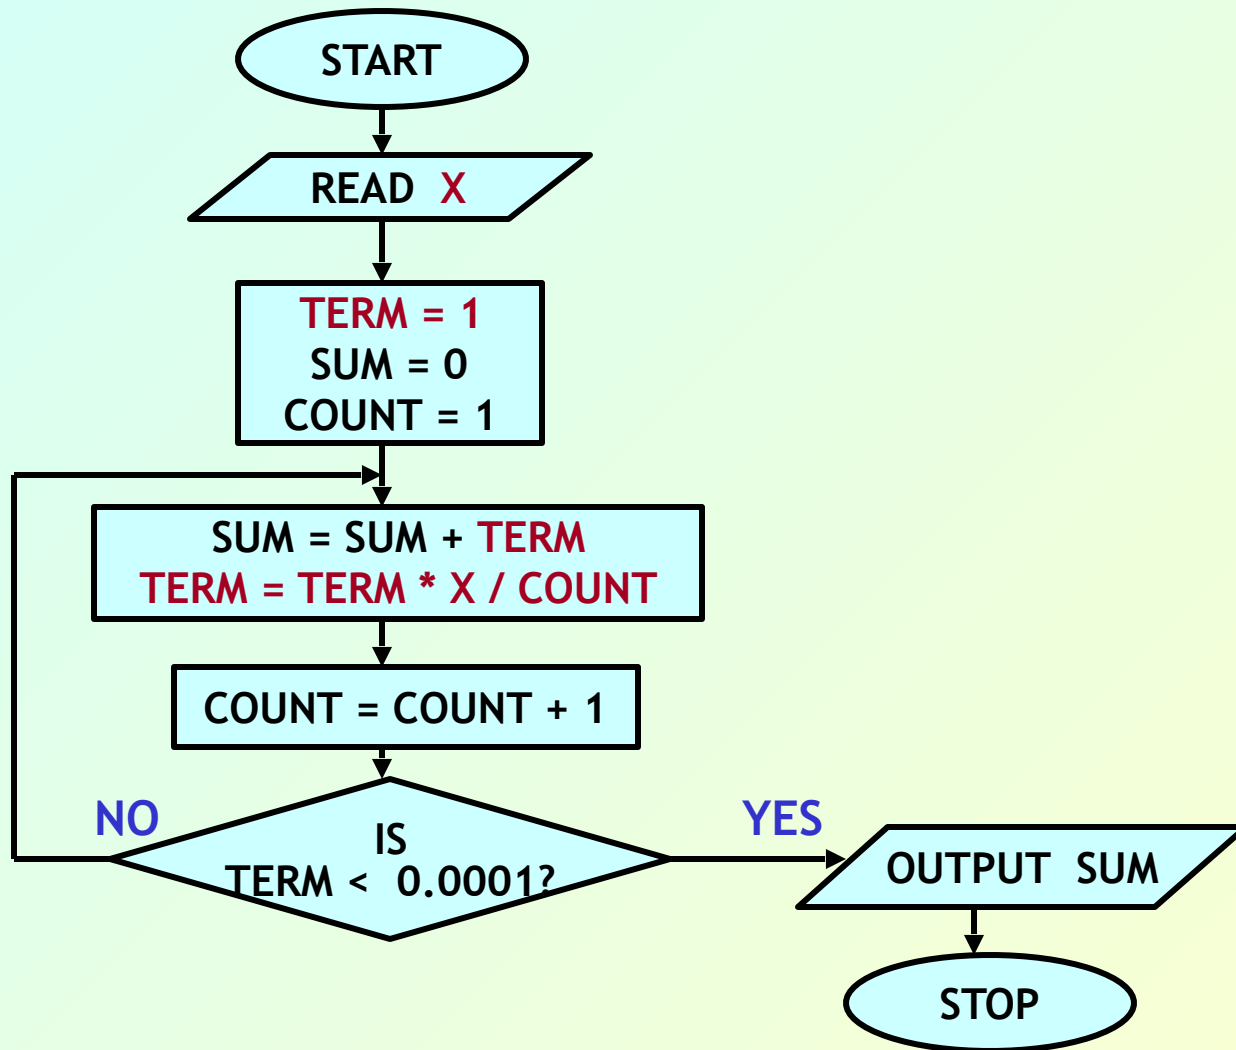 START
READ X
TERM = 1
SUM = 0
COUNT = 1
SUM = SUM + TERM
TERM = TERM * X / COUNT
COUNT = COUNT + 1
NO
IS
TERM < 0.0001?
YES
OUTPUT SUM
STOP